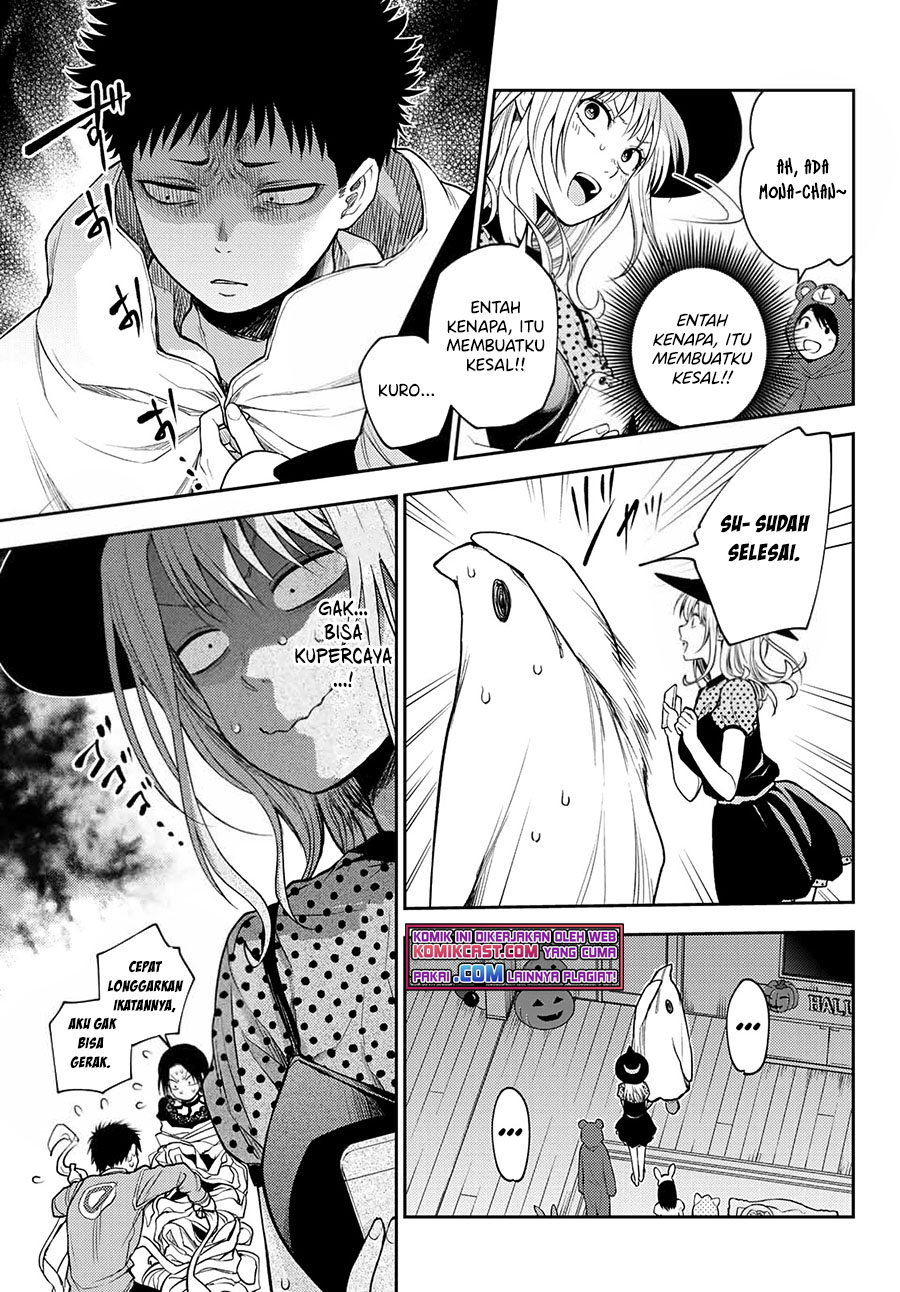 AH, ADA
MONA-CHAN~
ENTAH
KENAPA, ITU
MEMBUATKU
KESAL!!
ENTAH
KENAPA, ITU
MEMBUATKU
KESAL!!
KURO...
SU- SUDAH
SELESAI.
GAK...
BISA
KUPERCAYA
...!
KOMIK INI DIKERJAKAN OLEH WEB
KOMIKCAST.COM YANG CUMA
PAKAI .COM LAINNYA PLAGIAT!
HALL
...
...
CEPAT
LONGGARKAN
IKATANNYA,
AKU GAK
BISA
GERAK.